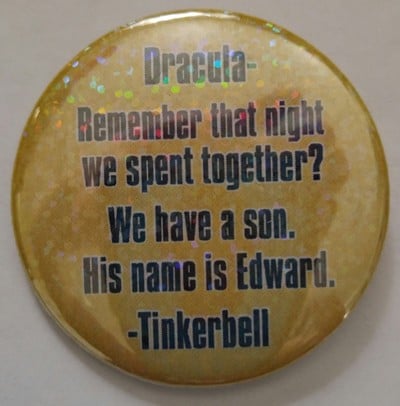 Dracula-
Remember that night
we spent together?
We have a son.
His name is Edward.
-Tinkerbell